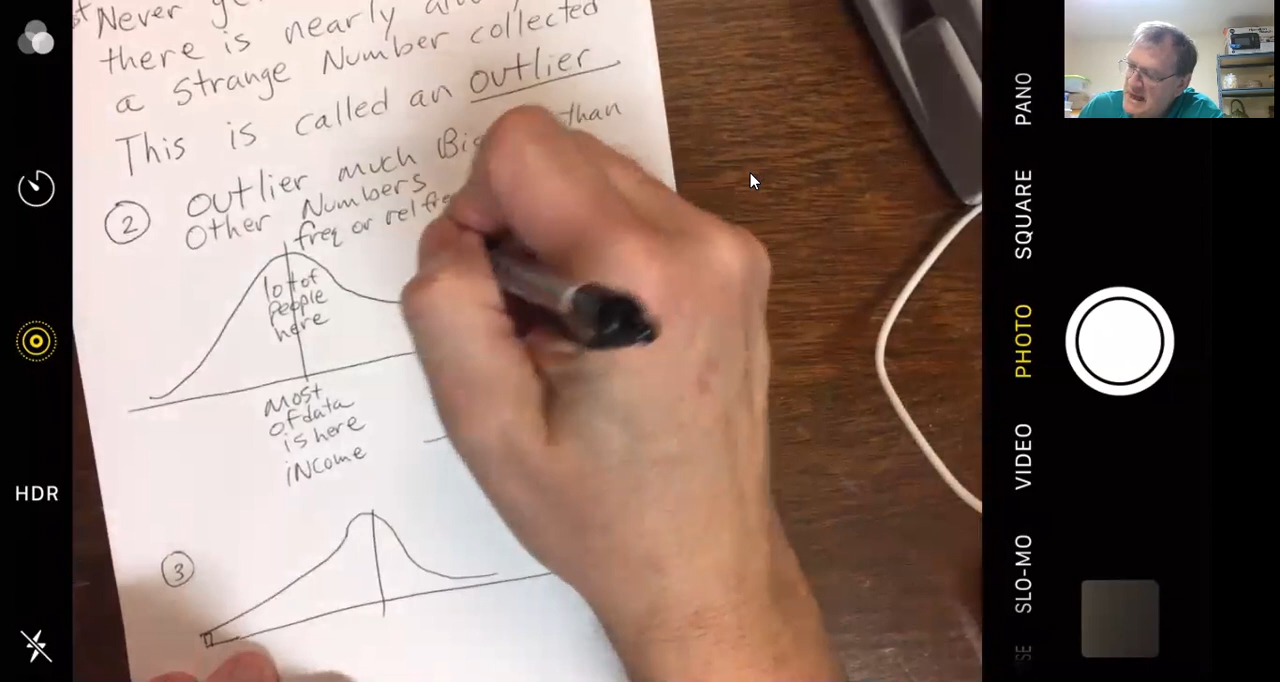 Never
there is nearly
a strange Number collected
This is called an outlier
② outlier much than
Other Numbers
freq or rel
lot of
People
here
Most
of data
is here
iNcome
③
HDR
PANO
SQUARE
PHOTO
VIDEO
SLO-MO